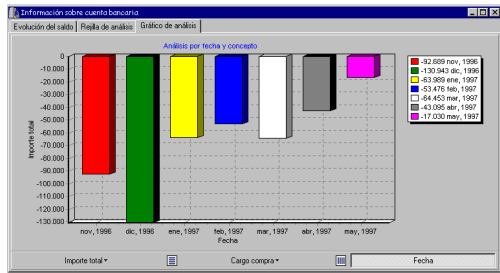 Información sobre cuenta bancaria
Evolución del saldo Rejilla de análisis Gráfico de análisis
Análisis por fecha y concepto
0
-10.000
-20.000
-30.000
-40.000
-50.000
-60.000
-70.000
-80.000
-90.000
-100.000
-110.000
-120.000
-130.000
Importe total
nov, 1996 dic, 1996 ene, 1997 feb, 1997 mar, 1997 abr, 1997 may, 1997
Fecha
-92.689 nov, 1996
-130.943 dic, 1996
-63.989 ene, 1997
-53.476 feb, 1997
-64.453 mar, 1997
-43.095 abr, 1997
-17.030 may, 1997
Importe total Cargo compra Fecha